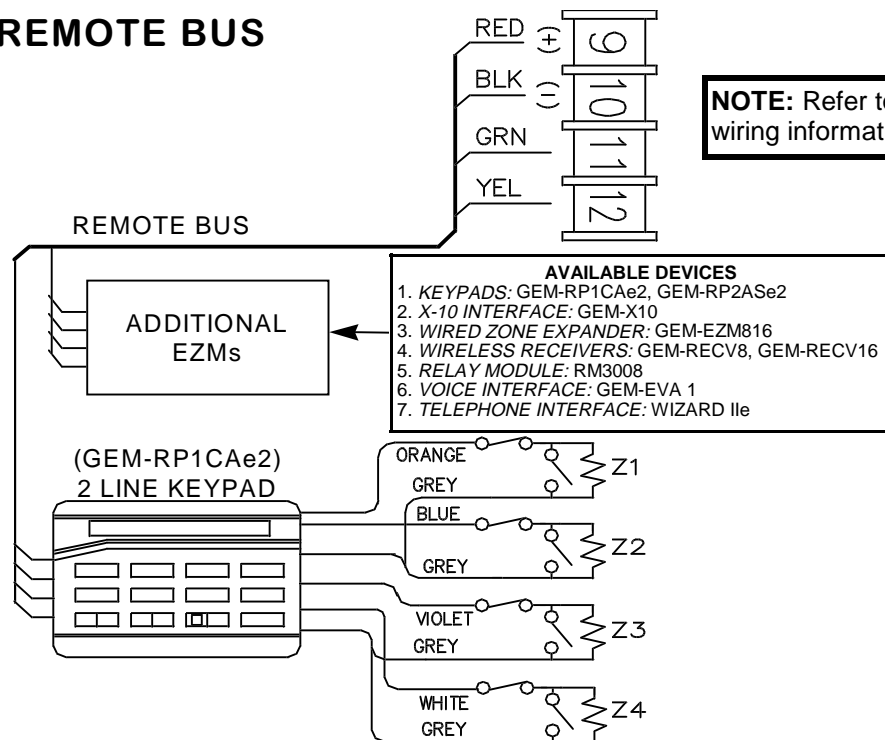 REMOTE BUS
RED (+) 9
BLK (-) 10
GRN 11
YEL 12
NOTE: Refer to
wiring informat
REMOTE BUS
ADDITIONAL
EZMs
AVAILABLE DEVICES
1. KEYPADS: GEM-RP1CAe2, GEM-RP2ASe2
2. X-10 INTERFACE: GEM-X10
3. WIRED ZONE EXPANDER: GEM-EZM816
4. WIRELESS RECEIVERS: GEM-RECV8, GEM-RECV16
5. RELAY MODULE: RM3008
6. VOICE INTERFACE: GEM-EVA 1
7. TELEPHONE INTERFACE: WIZARD IIe
(GEM-RP1CAe2)
2 LINE KEYPAD
ORANGE
GREY
Z1
BLUE
GREY
Z2
VIOLET
GREY
Z3
WHITE
GREY
Z4